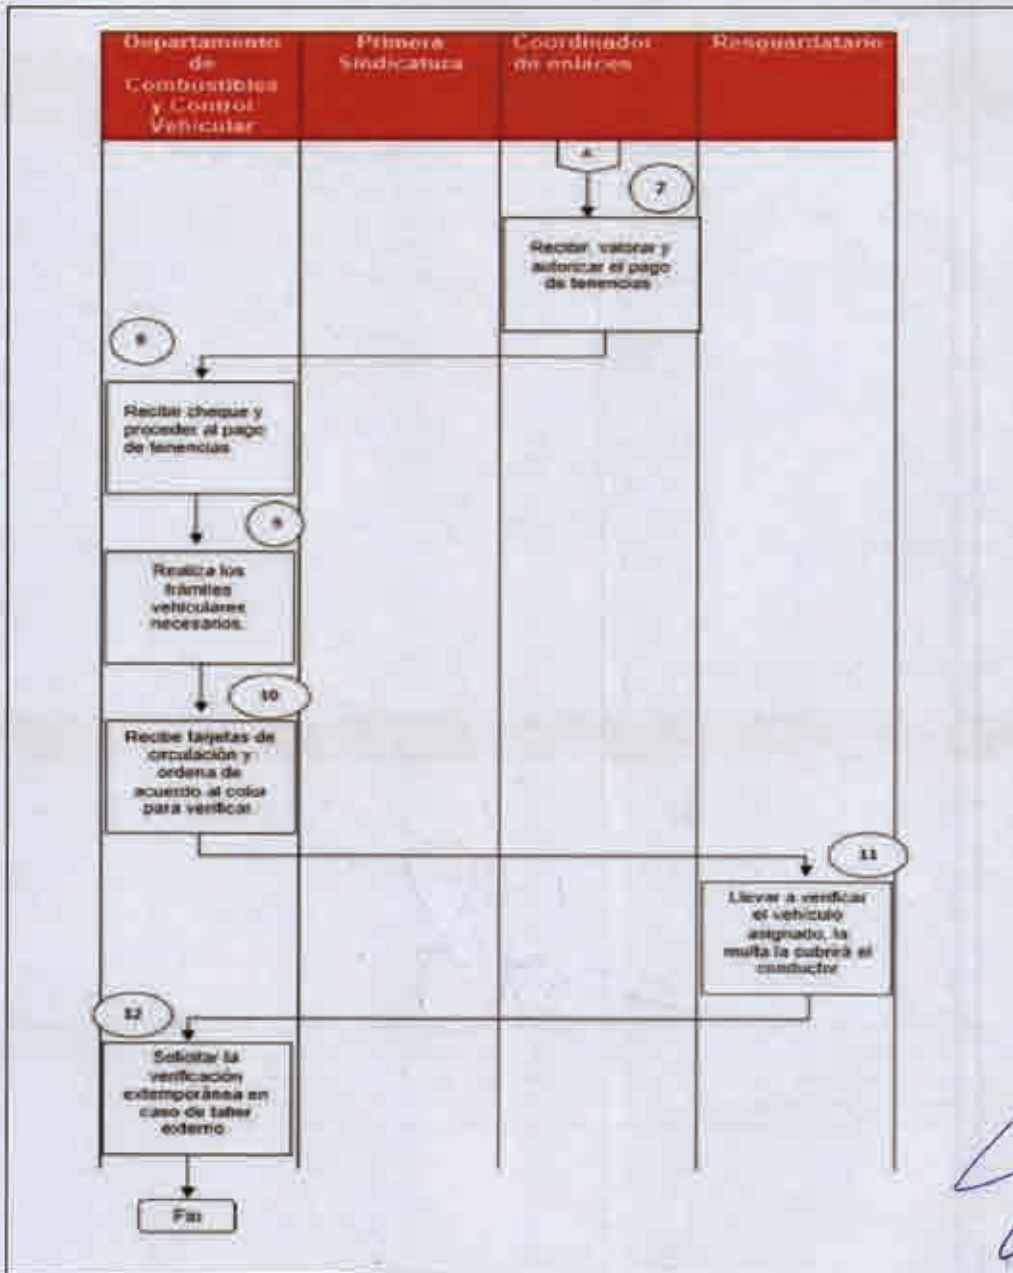 Departamento
de
Combustibles
y Control
Vehicular
Primera
Sindicatura
Coordinador
de enlaces
Resguardatario
A
7
Recibir, valorar y
autorizar el pago
de tenencias
8
Recibir cheque y
proceder al pago
de tenencias
9
Realiza los
trámites
vehiculares
necesarios.
10
Recibe tarjetas de
circulación y
ordena de
acuerdo al color
para verificar.
11
Llevar a verificar
el vehículo
asignado, la
multa la cubrirá el
conductor
12
Solicitar la
verificación
extemporánea en
caso de taller
externo
Fin